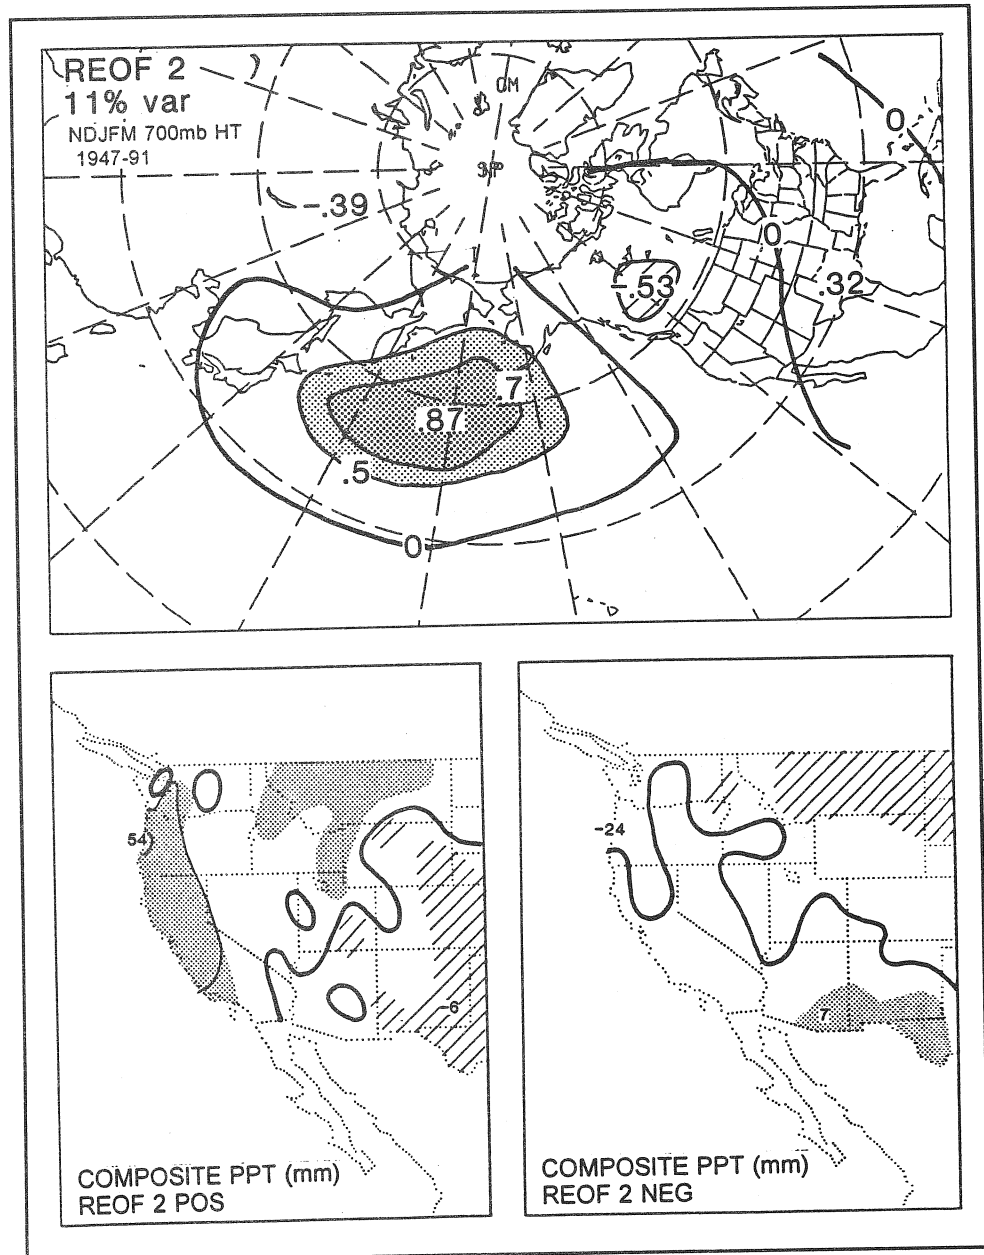 REOF 2
11% var
NDJFM 700mb HT
1947-91
GM
NP
0
-.39
0
-.53
.32
.7
.87
.5
0
54
-6
COMPOSITE PPT (mm)
REOF 2 POS
-24
7
COMPOSITE PPT (mm)
REOF 2 NEG